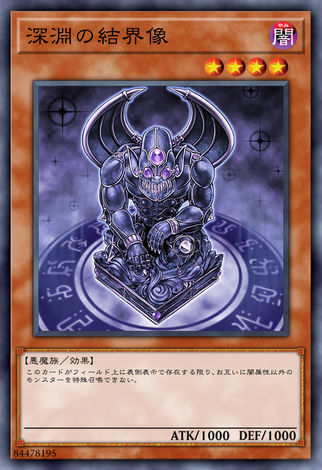 深淵の結界像
やみ
闇
【悪魔族／効果】
このカードがフィールド上に表側表示で存在する限り、お互いに闇属性以外の
モンスターを特殊召喚できない。
ATK/1000 DEF/1000
84478195